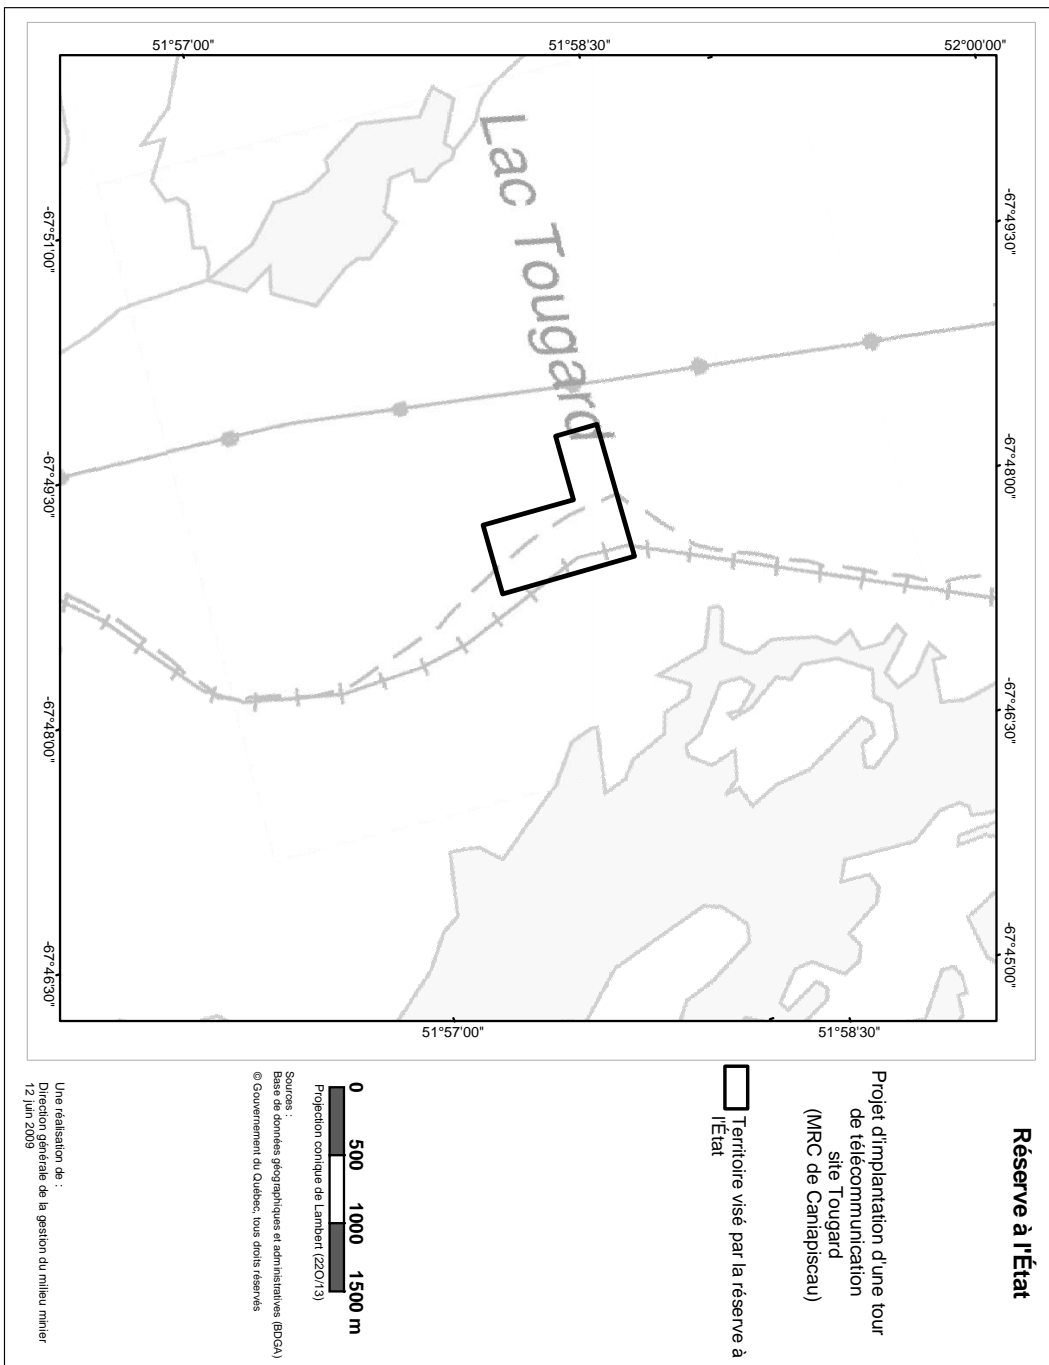 Réserve à l'État
Projet d'implantation d'une tour
de télécommunication
site Tougard
(MRC de Caniapiscau)
Territoire visé par la réserve à
l'État
0 500 1000 1500 m
Projection conique de Lambert (22O/13)
Sources :
Base de données géographiques et administratives (BDGA)
© Gouvernement du Québec, tous droits réservés
Une réalisation de :
Direction générale de la gestion du milieu minier
12 juin 2009
Lac Tougard
51°57'00"
51°58'30"
52°00'00"
-67°49'30"
-67°48'00"
-67°46'30"
-67°45'00"
-67°51'00"
-67°49'30"
-67°48'00"
-67°46'30"
51°57'00"
51°58'30"